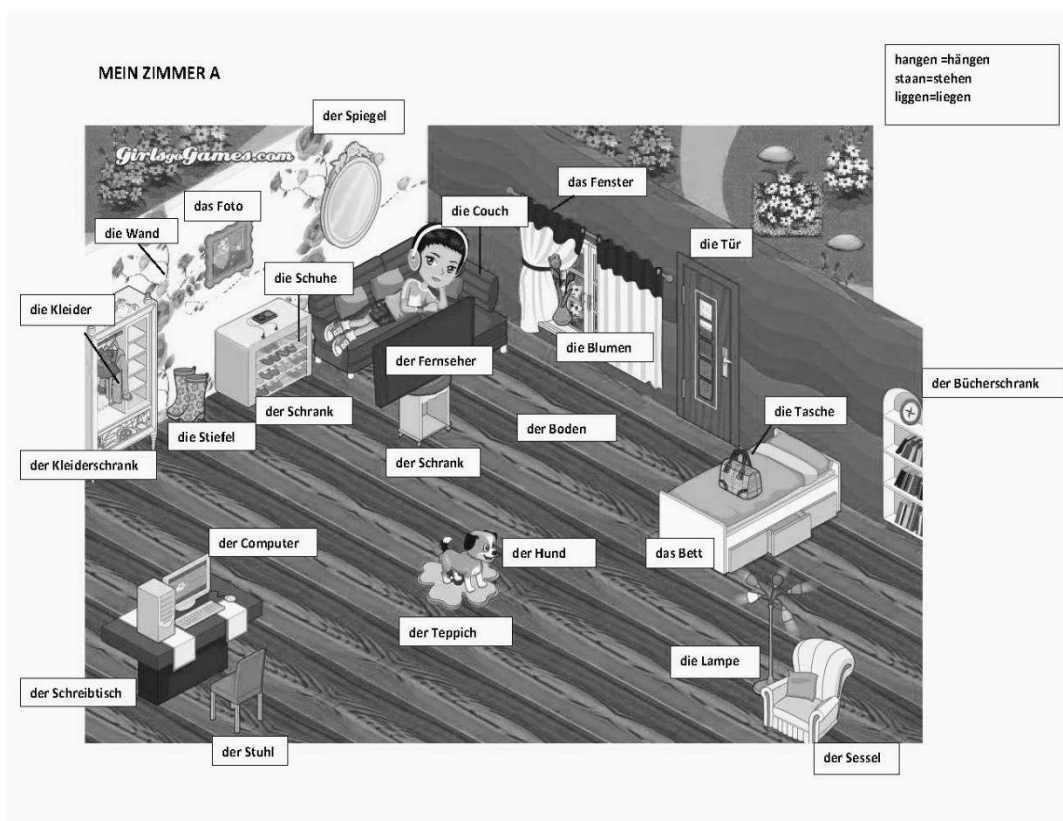 MEIN ZIMMER A
hangen =hängen
staan=stehen
liggen=liegen
der Spiegel
GirlsgoGames.com
das Fenster
das Foto
die Couch
die Wand
die Tür
die Schuhe
die Kleider
die Blumen
der Fernseher
der Bücherschrank
der Schrank
die Tasche
die Stiefel
der Boden
der Kleiderschrank
der Schrank
der Computer
der Hund
das Bett
der Teppich
die Lampe
der Schreibtisch
der Stuhl
der Sessel